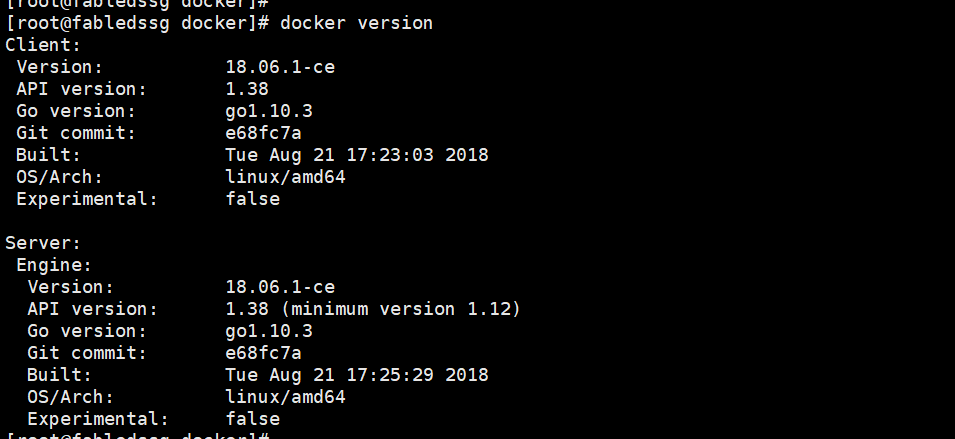 [root@fabledssg docker]#
[root@fabledssg docker]# docker version
Client:
 Version:           18.06.1-ce
 API version:       1.38
 Go version:        go1.10.3
 Git commit:        e68fc7a
 Built:             Tue Aug 21 17:23:03 2018
 OS/Arch:           linux/amd64
 Experimental:      false

Server:
 Engine:
  Version:          18.06.1-ce
  API version:      1.38 (minimum version 1.12)
  Go version:       go1.10.3
  Git commit:       e68fc7a
  Built:            Tue Aug 21 17:25:29 2018
  OS/Arch:          linux/amd64
  Experimental:     false
[root@fabledssg docker]#